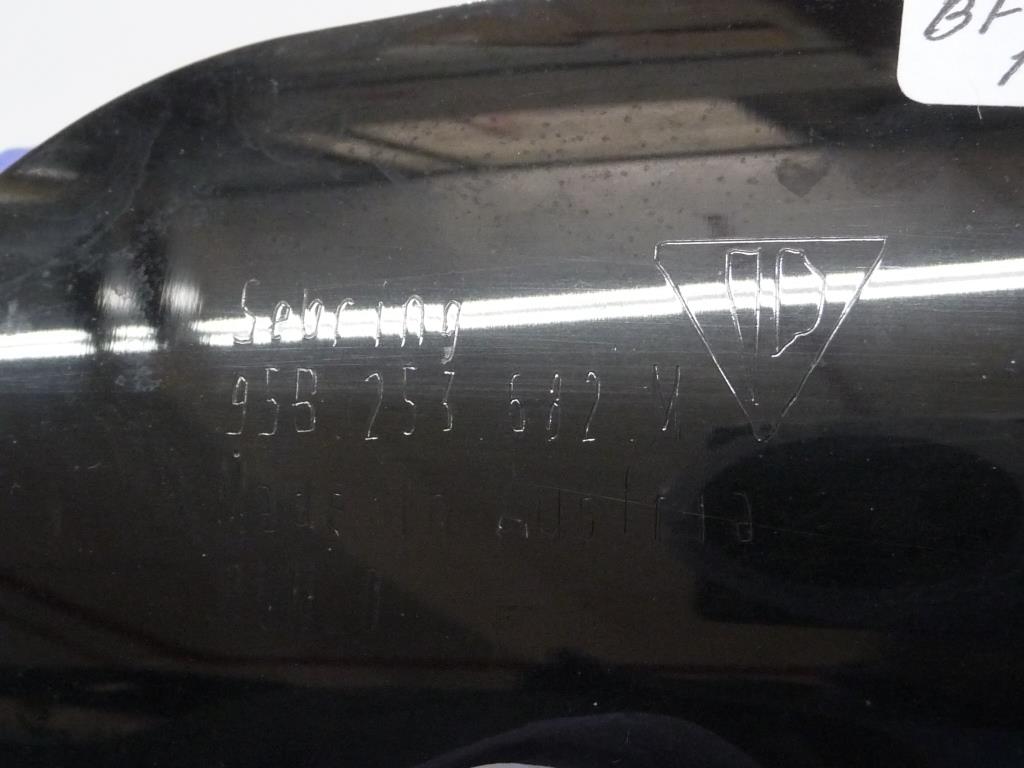 Sebring
95B 253 682 M
Made in Austria